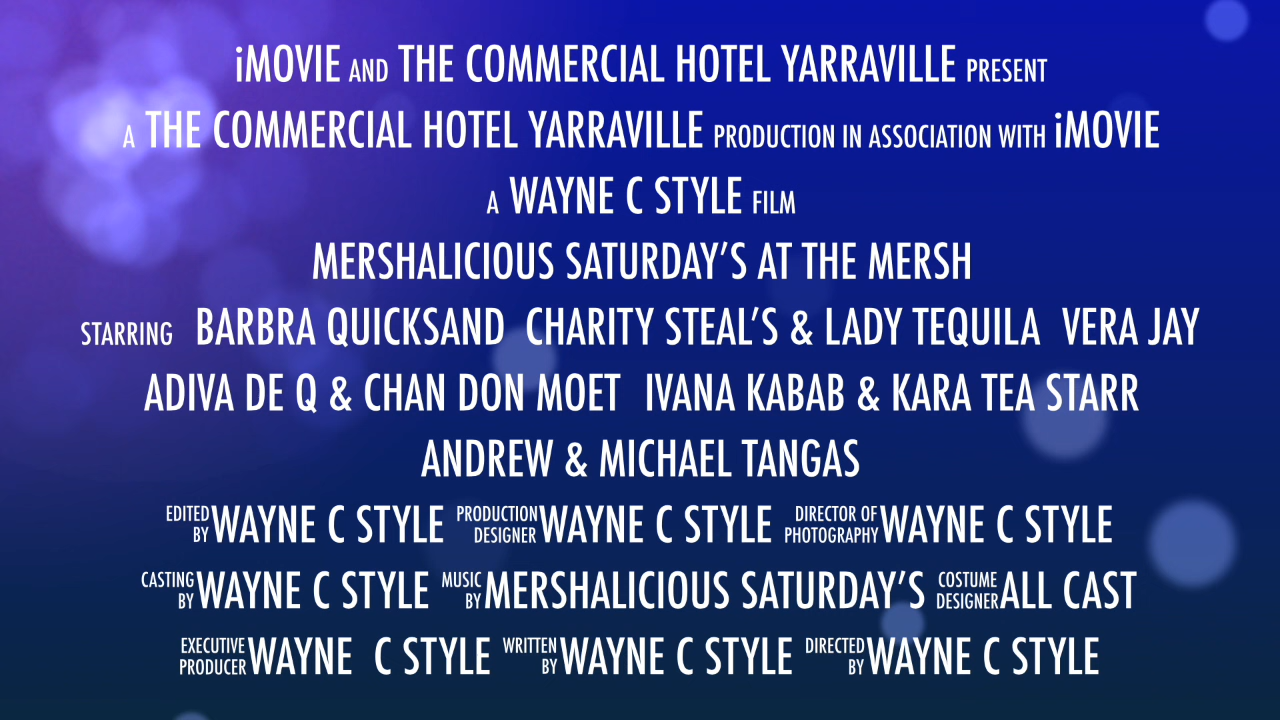 iMOVIE AND THE COMMERCIAL HOTEL YARRAVILLE PRESENT
A THE COMMERCIAL HOTEL YARRAVILLE PRODUCTION IN ASSOCIATION WITH iMOVIE
A WAYNE C STYLE FILM
MERSHALICIOUS SATURDAY'S AT THE MERSH
STARRING BARBRA QUICKSAND CHARITY STEAL'S & LADY TEQUILA VERA JAY
ADIVA DE Q & CHAN DON MOET IVANA KABAB & KARA TEA STARR
ANDREW & MICHAEL TANGAS
EDITED BY WAYNE C STYLE PRODUCTION DESIGNER WAYNE C STYLE DIRECTOR OF PHOTOGRAPHY WAYNE C STYLE
CASTING BY WAYNE C STYLE MUSIC BY MERSHALICIOUS SATURDAY'S COSTUME DESIGNER ALL CAST
EXECUTIVE PRODUCER WAYNE C STYLE WRITTEN BY WAYNE C STYLE DIRECTED BY WAYNE C STYLE